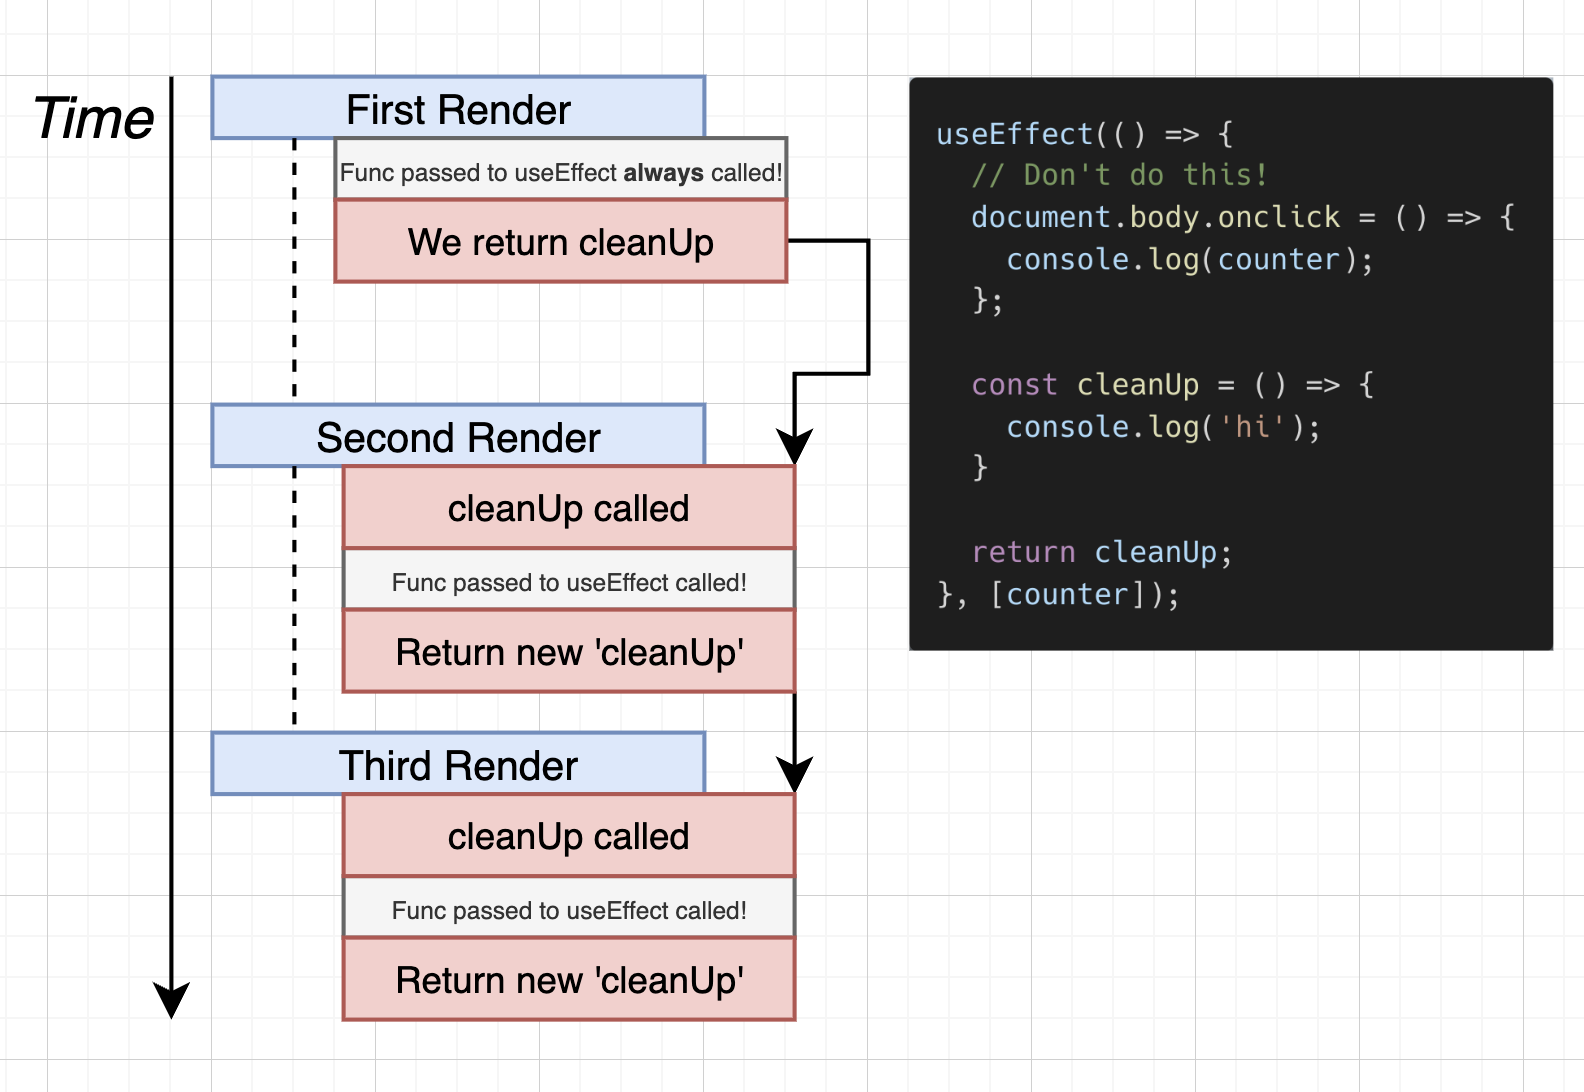 Time
First Render
Func passed to useEffect always called!
We return cleanUp
Second Render
cleanUp called
Func passed to useEffect called!
Return new 'cleanUp'
Third Render
cleanUp called
Func passed to useEffect called!
Return new 'cleanUp'
useEffect(() => {
  // Don't do this!
  document.body.onclick = () => {
    console.log(counter);
  };

  const cleanUp = () => {
    console.log('hi');
  }

  return cleanUp;
}, [counter]);